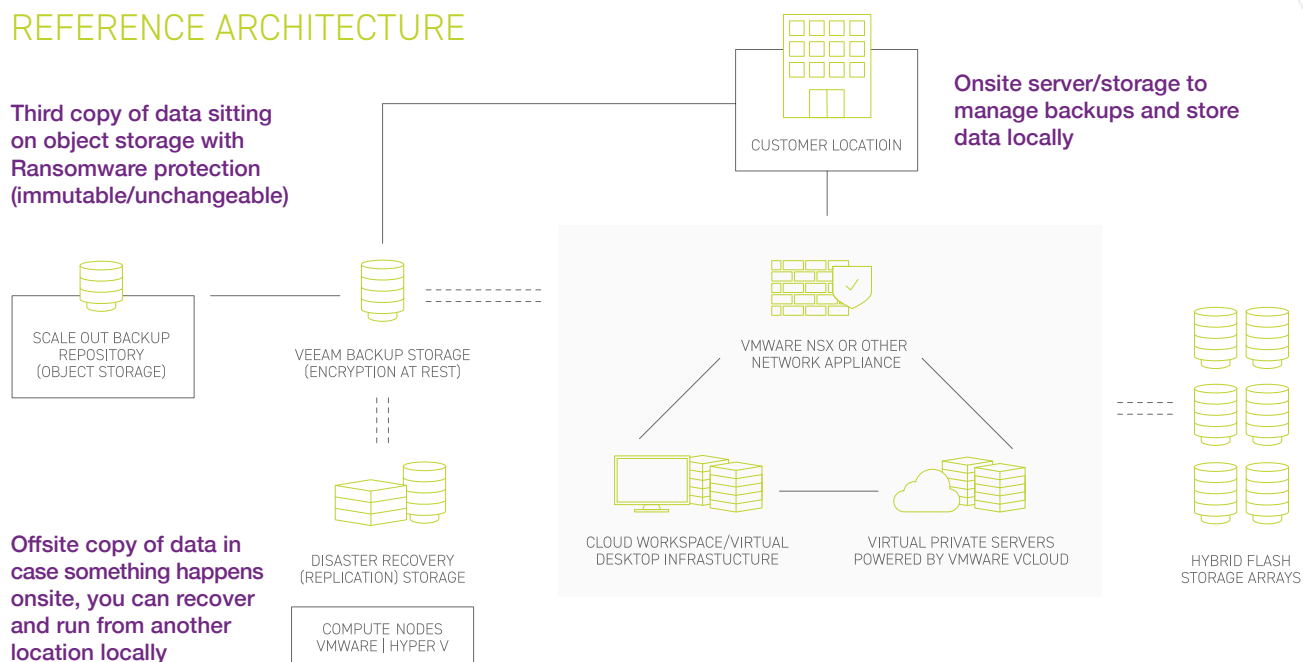 REFERENCE ARCHITECTURE
Third copy of data sitting
on object storage with
Ransomware protection
(immutable/unchangeable)
CUSTOMER LOCATIOIN
Onsite server/storage to
manage backups and store
data locally
SCALE OUT BACKUP
REPOSITORY
(OBJECT STORAGE)
VEEAM BACKUP STORAGE
(ENCRYPTION AT REST)
VMWARE NSX OR OTHER
NETWORK APPLIANCE
Offsite copy of data in
case something happens
onsite, you can recover
and run from another
location locally
DISASTER RECOVERY
(REPLICATION) STORAGE
COMPUTE NODES
VMWARE | HYPER V
CLOUD WORKSPACE/VIRTUAL
DESKTOP INFRASTUCTURE
VIRTUAL PRIVATE SERVERS
POWERED BY VMWARE VCLOUD
HYBRID FLASH
STORAGE ARRAYS